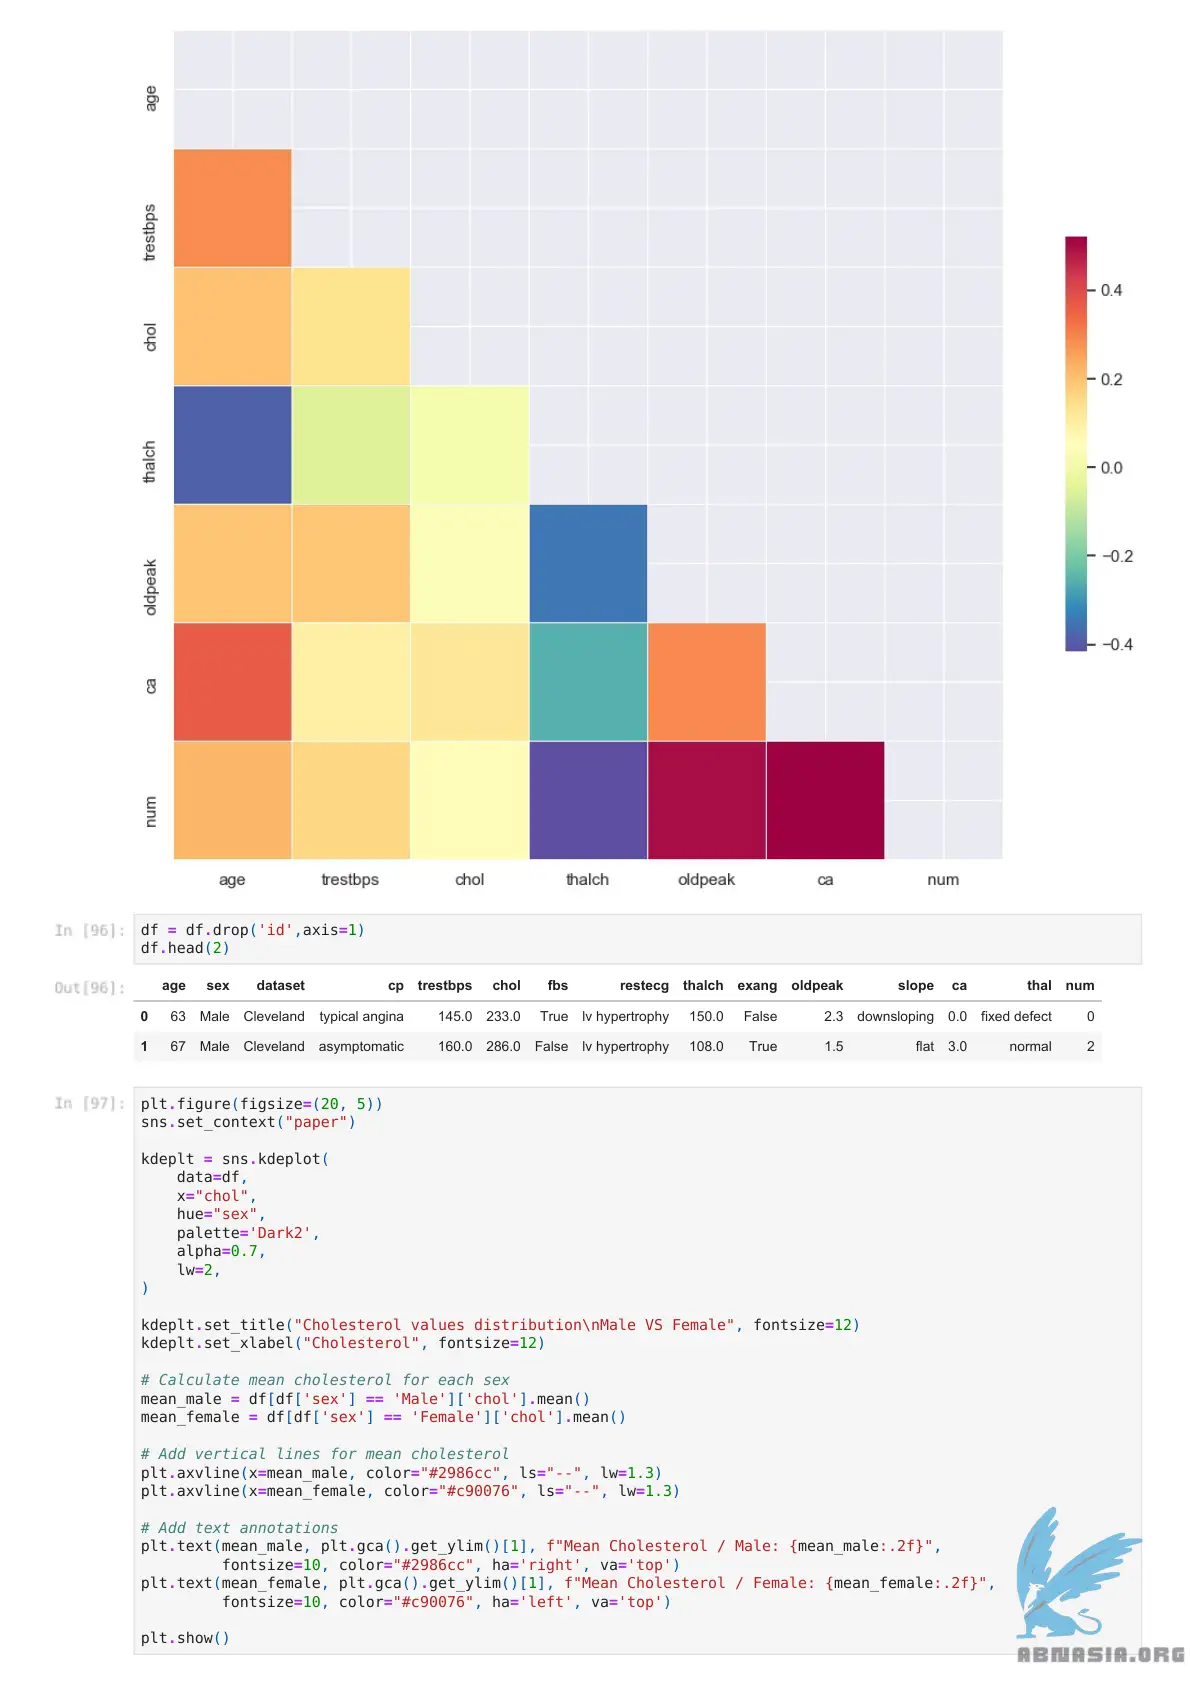 age
trestbps
chol
thalch
oldpeak
ca
num
0.4
0.2
0.0
−0.2
−0.4
age trestbps chol thalch oldpeak ca num
In [96]:
df = df.drop('id',axis=1)
df.head(2)
Out[96]:
age sex dataset cp trestbps chol fbs restecg thalch exang oldpeak slope ca thal num
0 63 Male Cleveland typical angina 145.0 233.0 True lv hypertrophy 150.0 False 2.3 downsloping 0.0 fixed defect 0
1 67 Male Cleveland asymptomatic 160.0 286.0 False lv hypertrophy 108.0 True 1.5 flat 3.0 normal 2
In [97]:
plt.figure(figsize=(20, 5))
sns.set_context("paper")
kdeplt = sns.kdeplot(
data=df,
x="chol",
hue="sex",
palette='Dark2',
alpha=0.7,
lw=2,
)
kdeplt.set_title("Cholesterol values distribution\nMale VS Female", fontsize=12)
kdeplt.set_xlabel("Cholesterol", fontsize=12)
# Calculate mean cholesterol for each sex
mean_male = df[df['sex'] == 'Male']['chol'].mean()
mean_female = df[df['sex'] == 'Female']['chol'].mean()
# Add vertical lines for mean cholesterol
plt.axvline(x=mean_male, color="#2986cc", ls="--", lw=1.3)
plt.axvline(x=mean_female, color="#c90076", ls="--", lw=1.3)
# Add text annotations
plt.text(mean_male, plt.gca().get_ylim()[1], f"Mean Cholesterol / Male: {mean_male:.2f}",
fontsize=10, color="#2986cc", ha='right', va='top')
plt.text(mean_female, plt.gca().get_ylim()[1], f"Mean Cholesterol / Female: {mean_female:.2f}",
fontsize=10, color="#c90076", ha='left', va='top')
plt.show()
ABNASIA.ORG